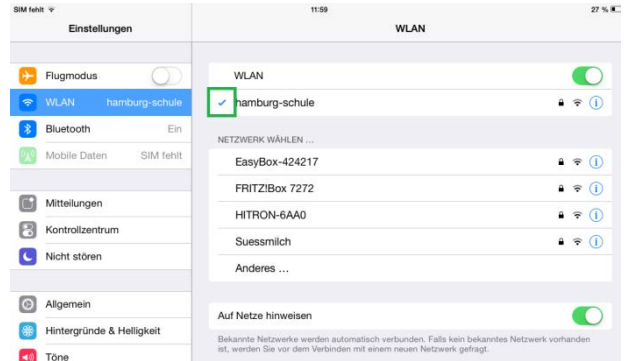 SIM fehlt 11:59 27 %
Einstellungen
WLAN
Flugmodus
WLAN hamburg-schule
Bluetooth Ein
Mobile Daten SIM fehlt
Mitteilungen
Kontrollzentrum
Nicht stören
Allgemein
Hintergründe & Helligkeit
Töne
WLAN
hamburg-schule
NETZWERK WÄHLEN ...
EasyBox-424217
FRITZ!Box 7272
HITRON-6AA0
Suessmilch
Anderes ...
Auf Netze hinweisen
Bekannte Netzwerke werden automatisch verbunden. Falls kein bekanntes Netzwerk vorhanden
ist, werden Sie vor dem Verbinden mit einem neuen Netzwerk gefragt.